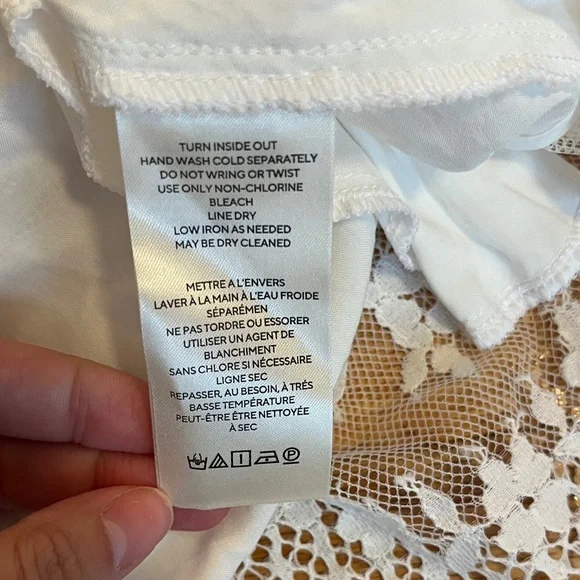 TURN INSIDE OUT
HAND WASH COLD SEPARATELY
DO NOT WRING OR TWIST
USE ONLY NON-CHLORINE
BLEACH
LINE DRY
LOW IRON AS NEEDED
MAY BE DRY CLEANED
METTRE A L'ENVERS
LAVER À LA MAIN À L'EAU FROIDE
SÉPARÉMEN
NE PAS TORDRE OU ESSORER
UTILISER UN AGENT DE
BLANCHIMENT
SANS CHLORE SI NÉCESSAIRE
LIGNE SEC
REPASSER, AU BESOIN, À TRÉS
BASSE TEMPÉRATURE
PEUT-ÊTRE ÊTRE NETTOYÉE
À SEC